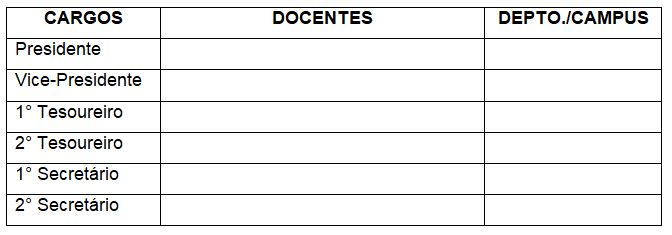 CARGOS DOCENTES DEPTO./CAMPUS
Presidente
Vice-Presidente
1° Tesoureiro
2° Tesoureiro
1° Secretário
2° Secretário